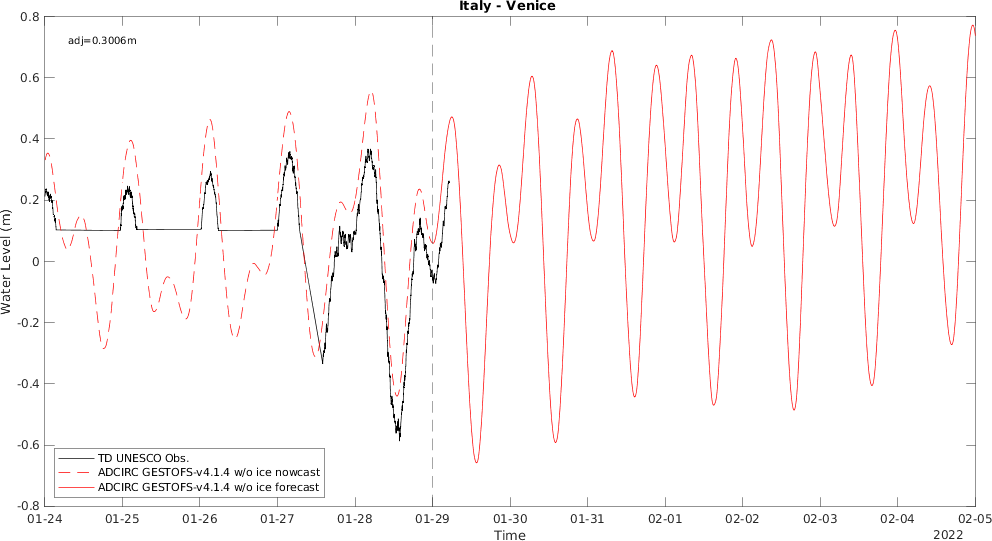 Italy - Venice
adj=0.3006m
Water Level (m)
0.8
0.6
0.4
0.2
0
-0.2
-0.4
-0.6
-0.8
TD UNESCO Obs.
ADCIRC GESTOFS-v4.1.4 w/o ice nowcast
ADCIRC GESTOFS-v4.1.4 w/o ice forecast
01-24 01-25 01-26 01-27 01-28 01-29 01-30 01-31 02-01 02-02 02-03 02-04 02-05
Time
2022